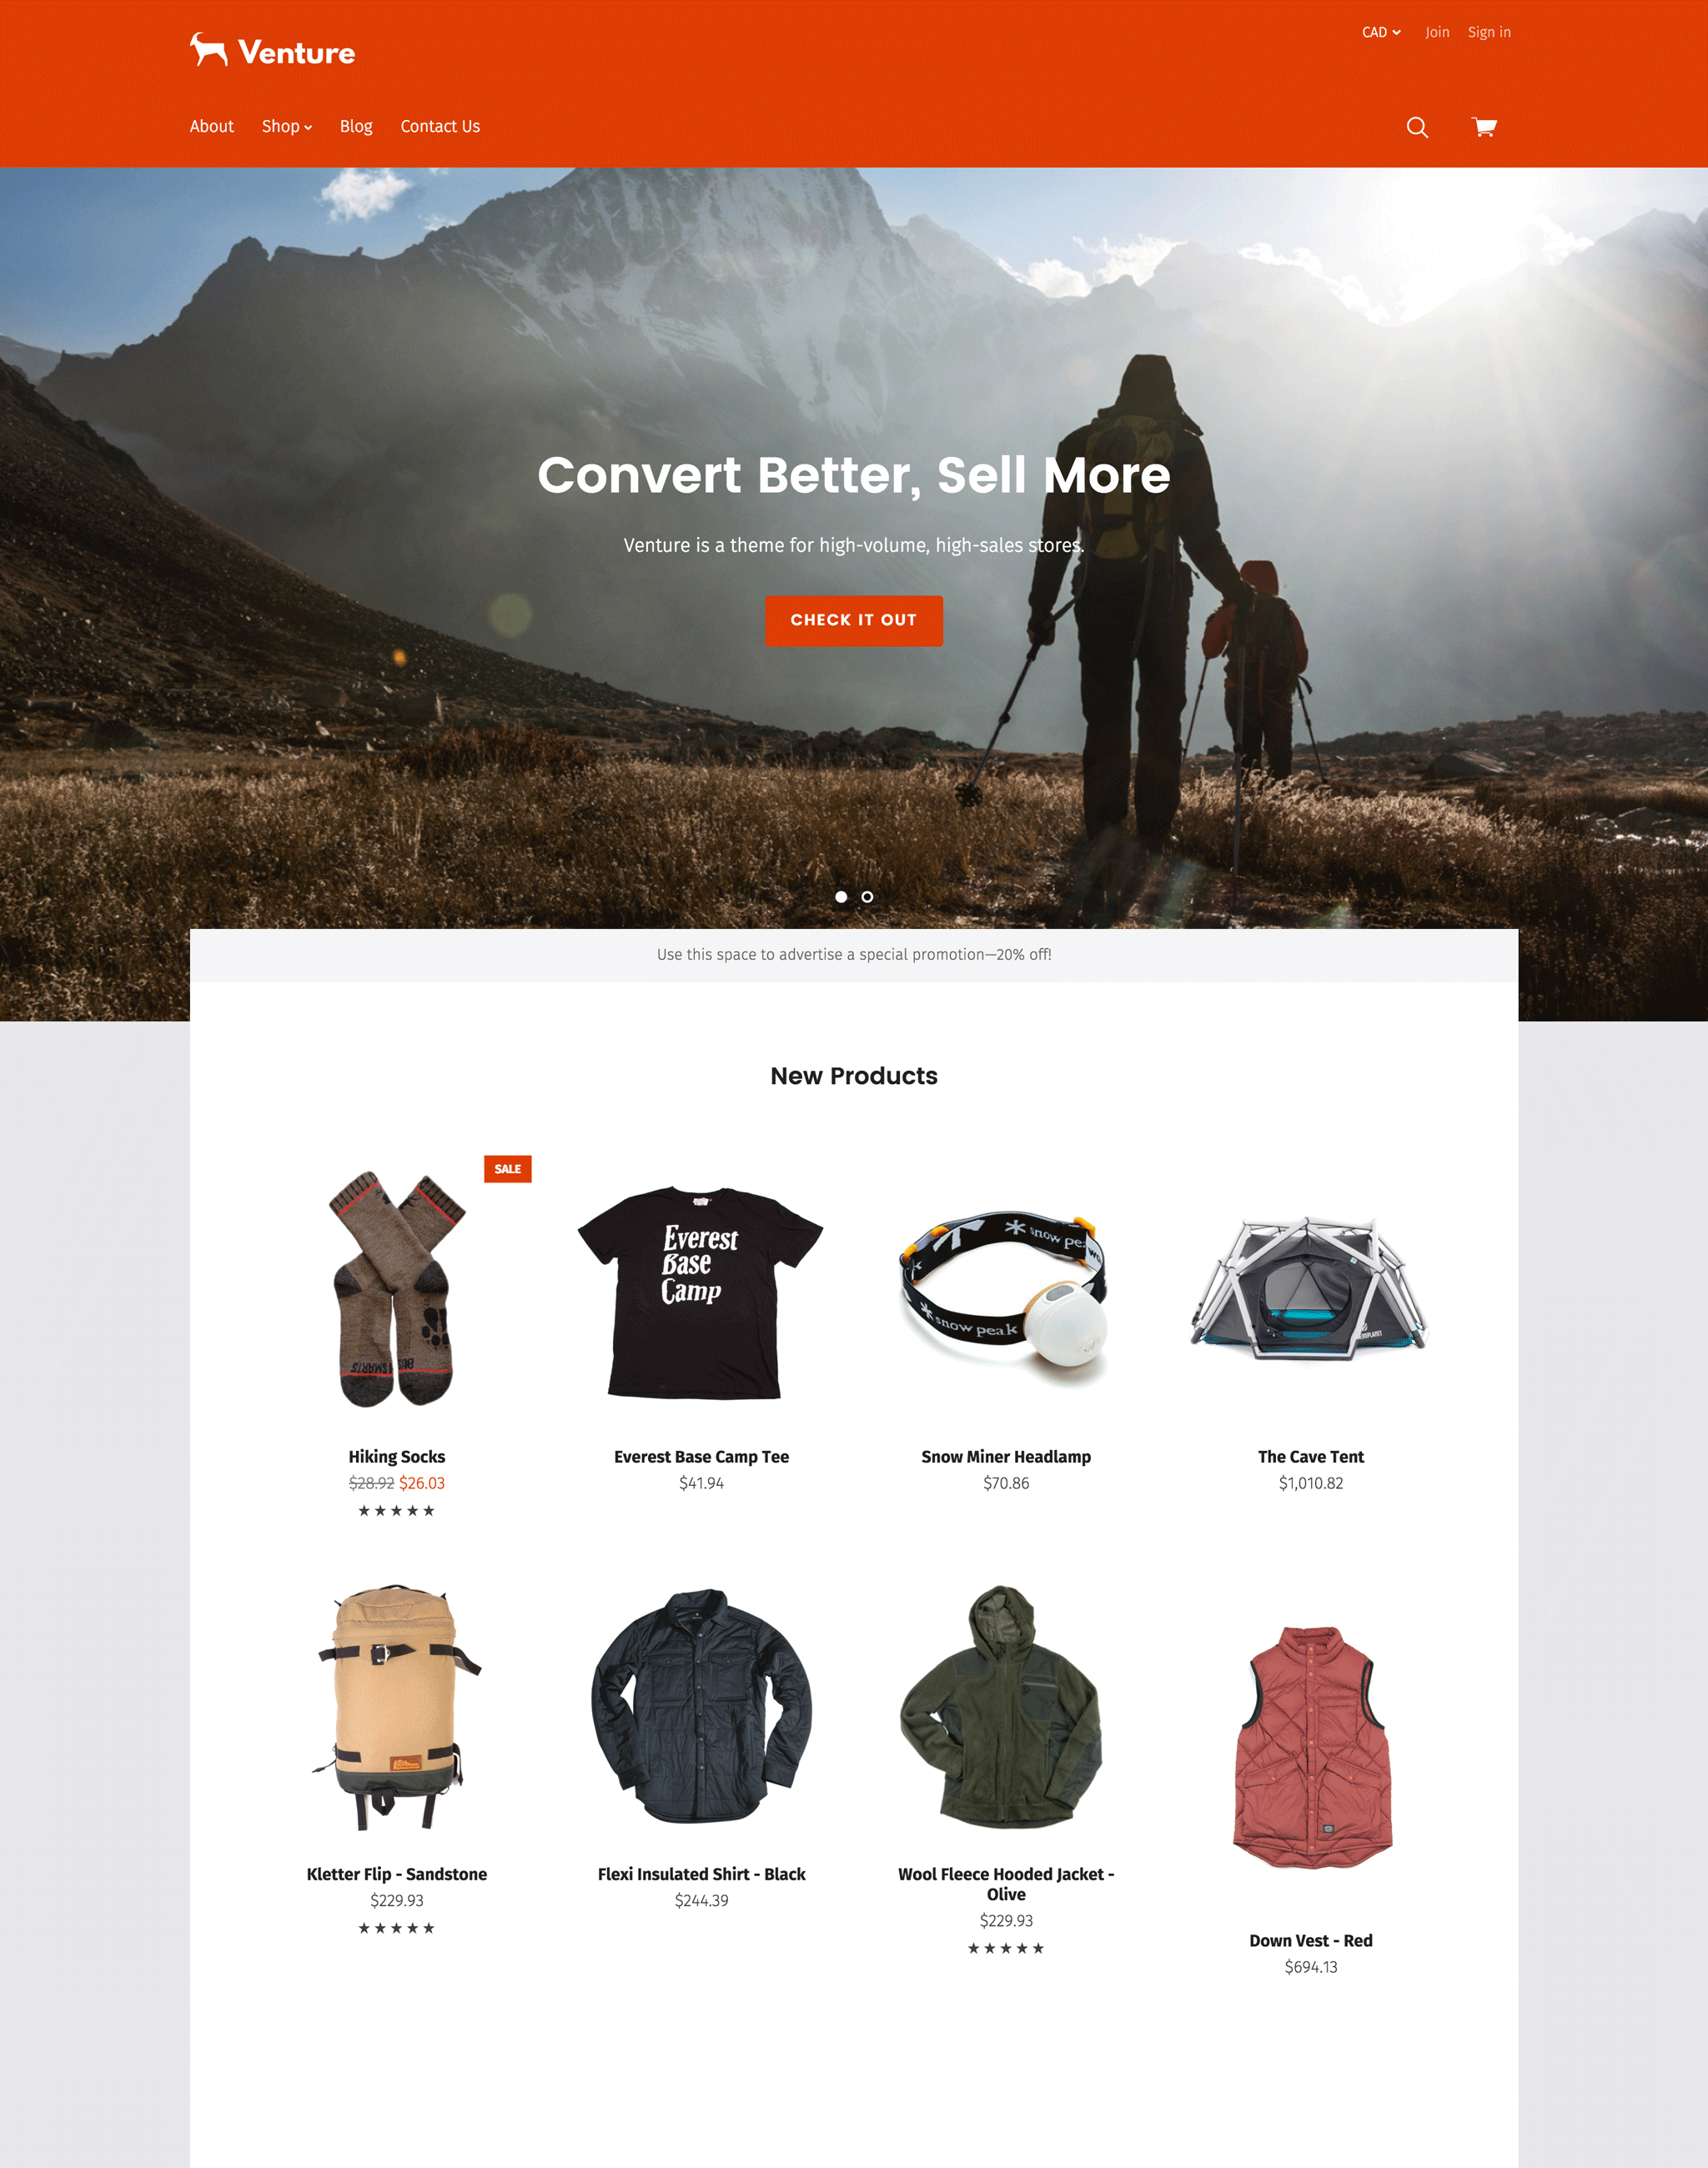 Venture
CAD
Join
Sign in
About
Shop
Blog
Contact Us
Convert Better, Sell More
Venture is a theme for high-volume, high-sales stores.
CHECK IT OUT
Use this space to advertise a special promotion—20% off!
New Products
SALE
Everest
Base
Camp
snow pe
snow peak
SMARTS
Hiking Socks
$28.92 $26.03
★★★★★
Everest Base Camp Tee
$41.94
Snow Miner Headlamp
$70.86
The Cave Tent
$1,010.82
Kletter Flip - Sandstone
$229.93
★★★★★
Flexi Insulated Shirt - Black
$244.39
Wool Fleece Hooded Jacket -
Olive
$229.93
★★★★★
Down Vest - Red
$694.13